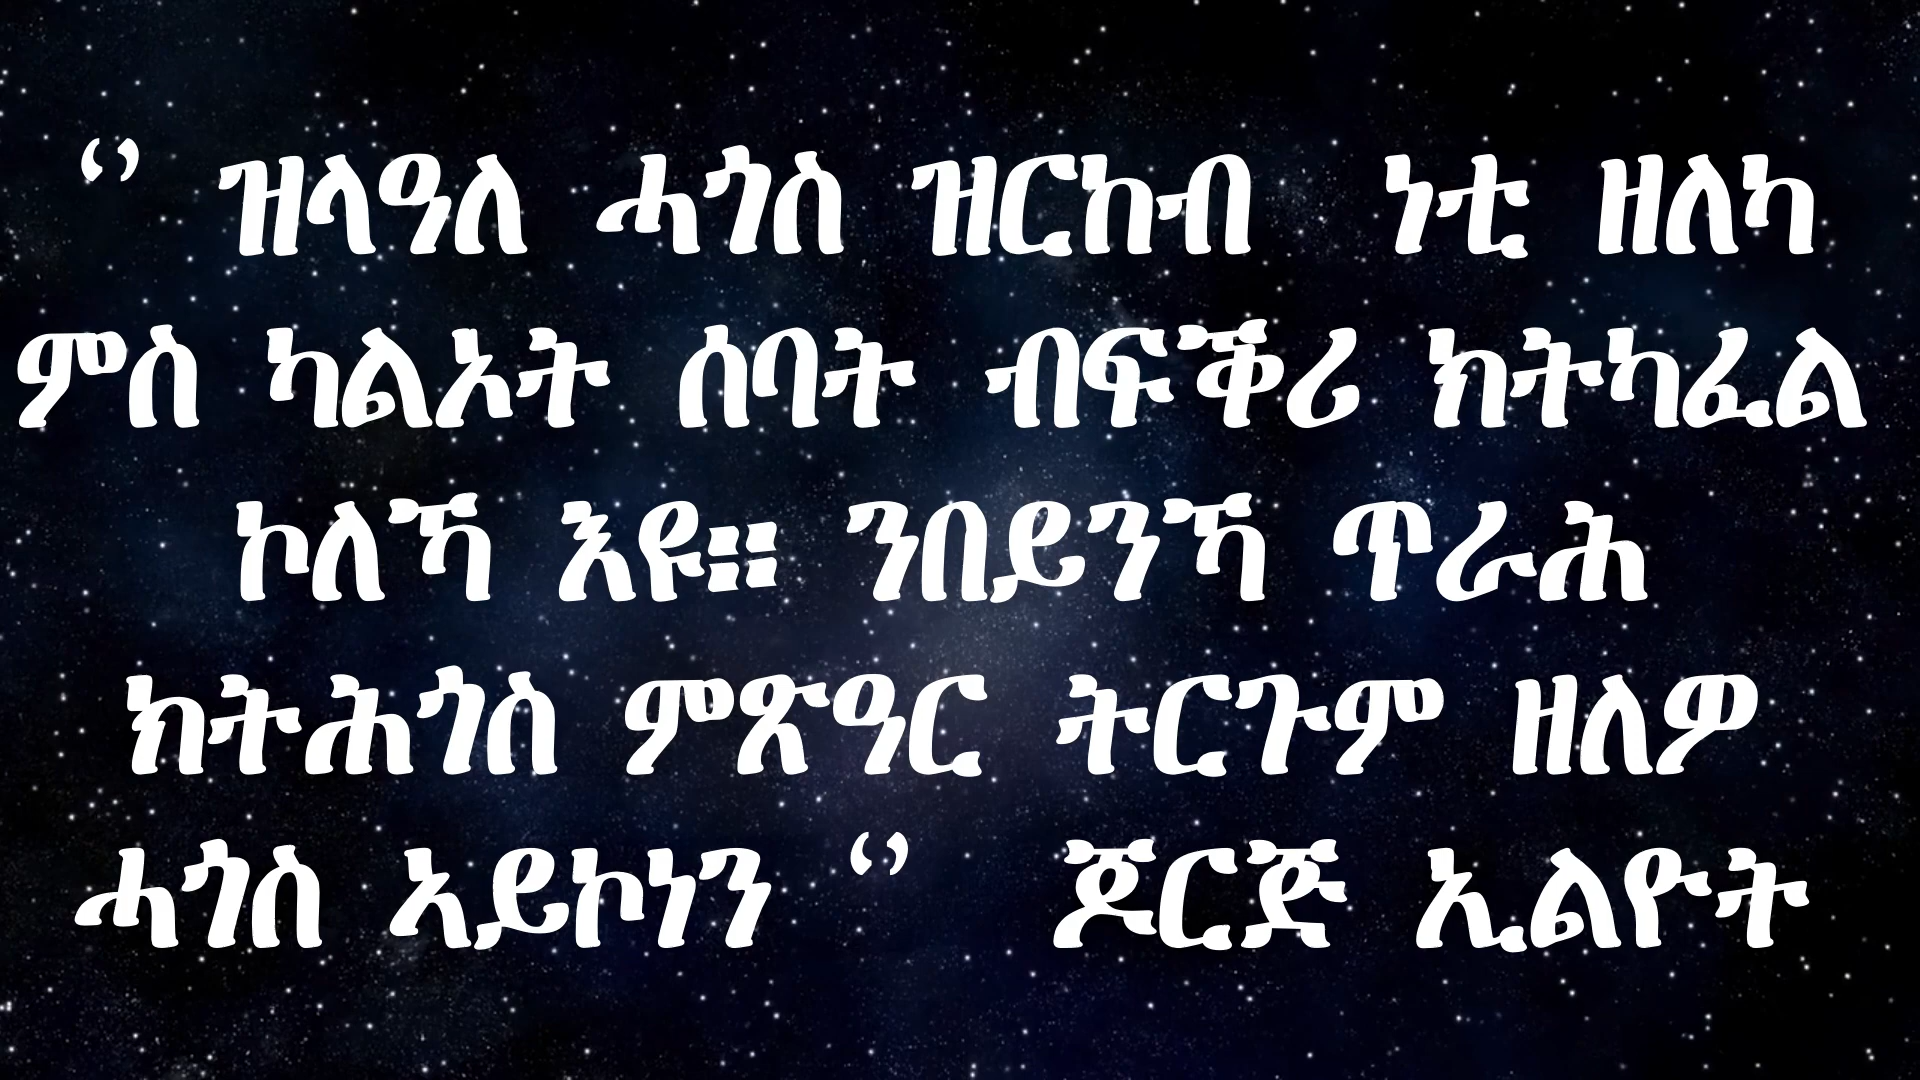 ‘’ ዝላዓለ ሓጎስ ዝርከብ ነቲ ዘለካ
ምስ ካልኦት ሰባት ብፍቕሪ ክትካፈል
ኮለኻ እዩ። ንበይንኻ ጥራሕ
ክትሕጎስ ምጽዓር ትርጉም ዘለዎ
ሓጎስ ኣይኮነን ‘’ ጆርጅ ኢልዮት